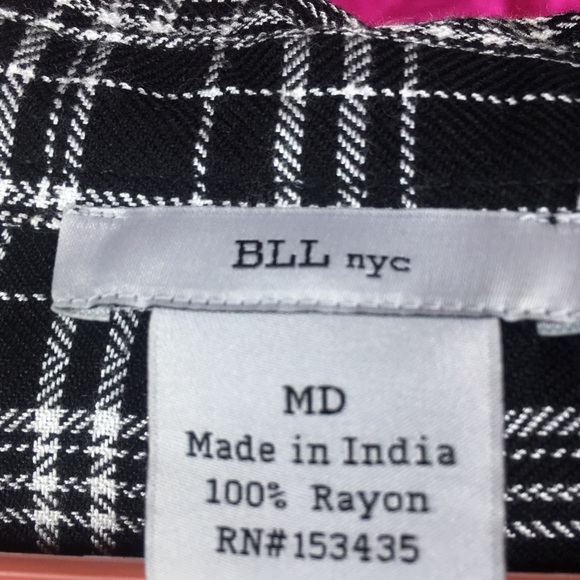 BLL nyc
MD
Made in India
100% Rayon
RN#153435